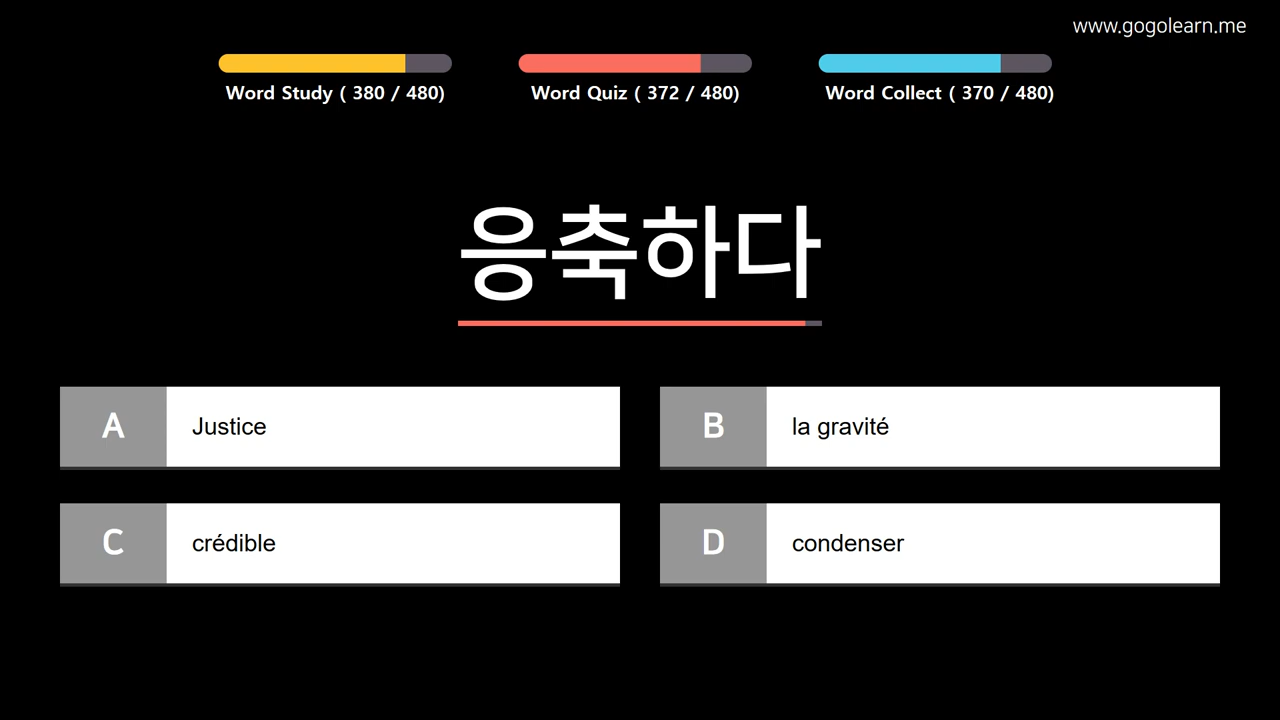 www.gogolearn.me
Word Study ( 380 / 480)
Word Quiz ( 372 / 480)
Word Collect ( 370 / 480)
응축하다
A
Justice
B
la gravité
C
crédible
D
condenser